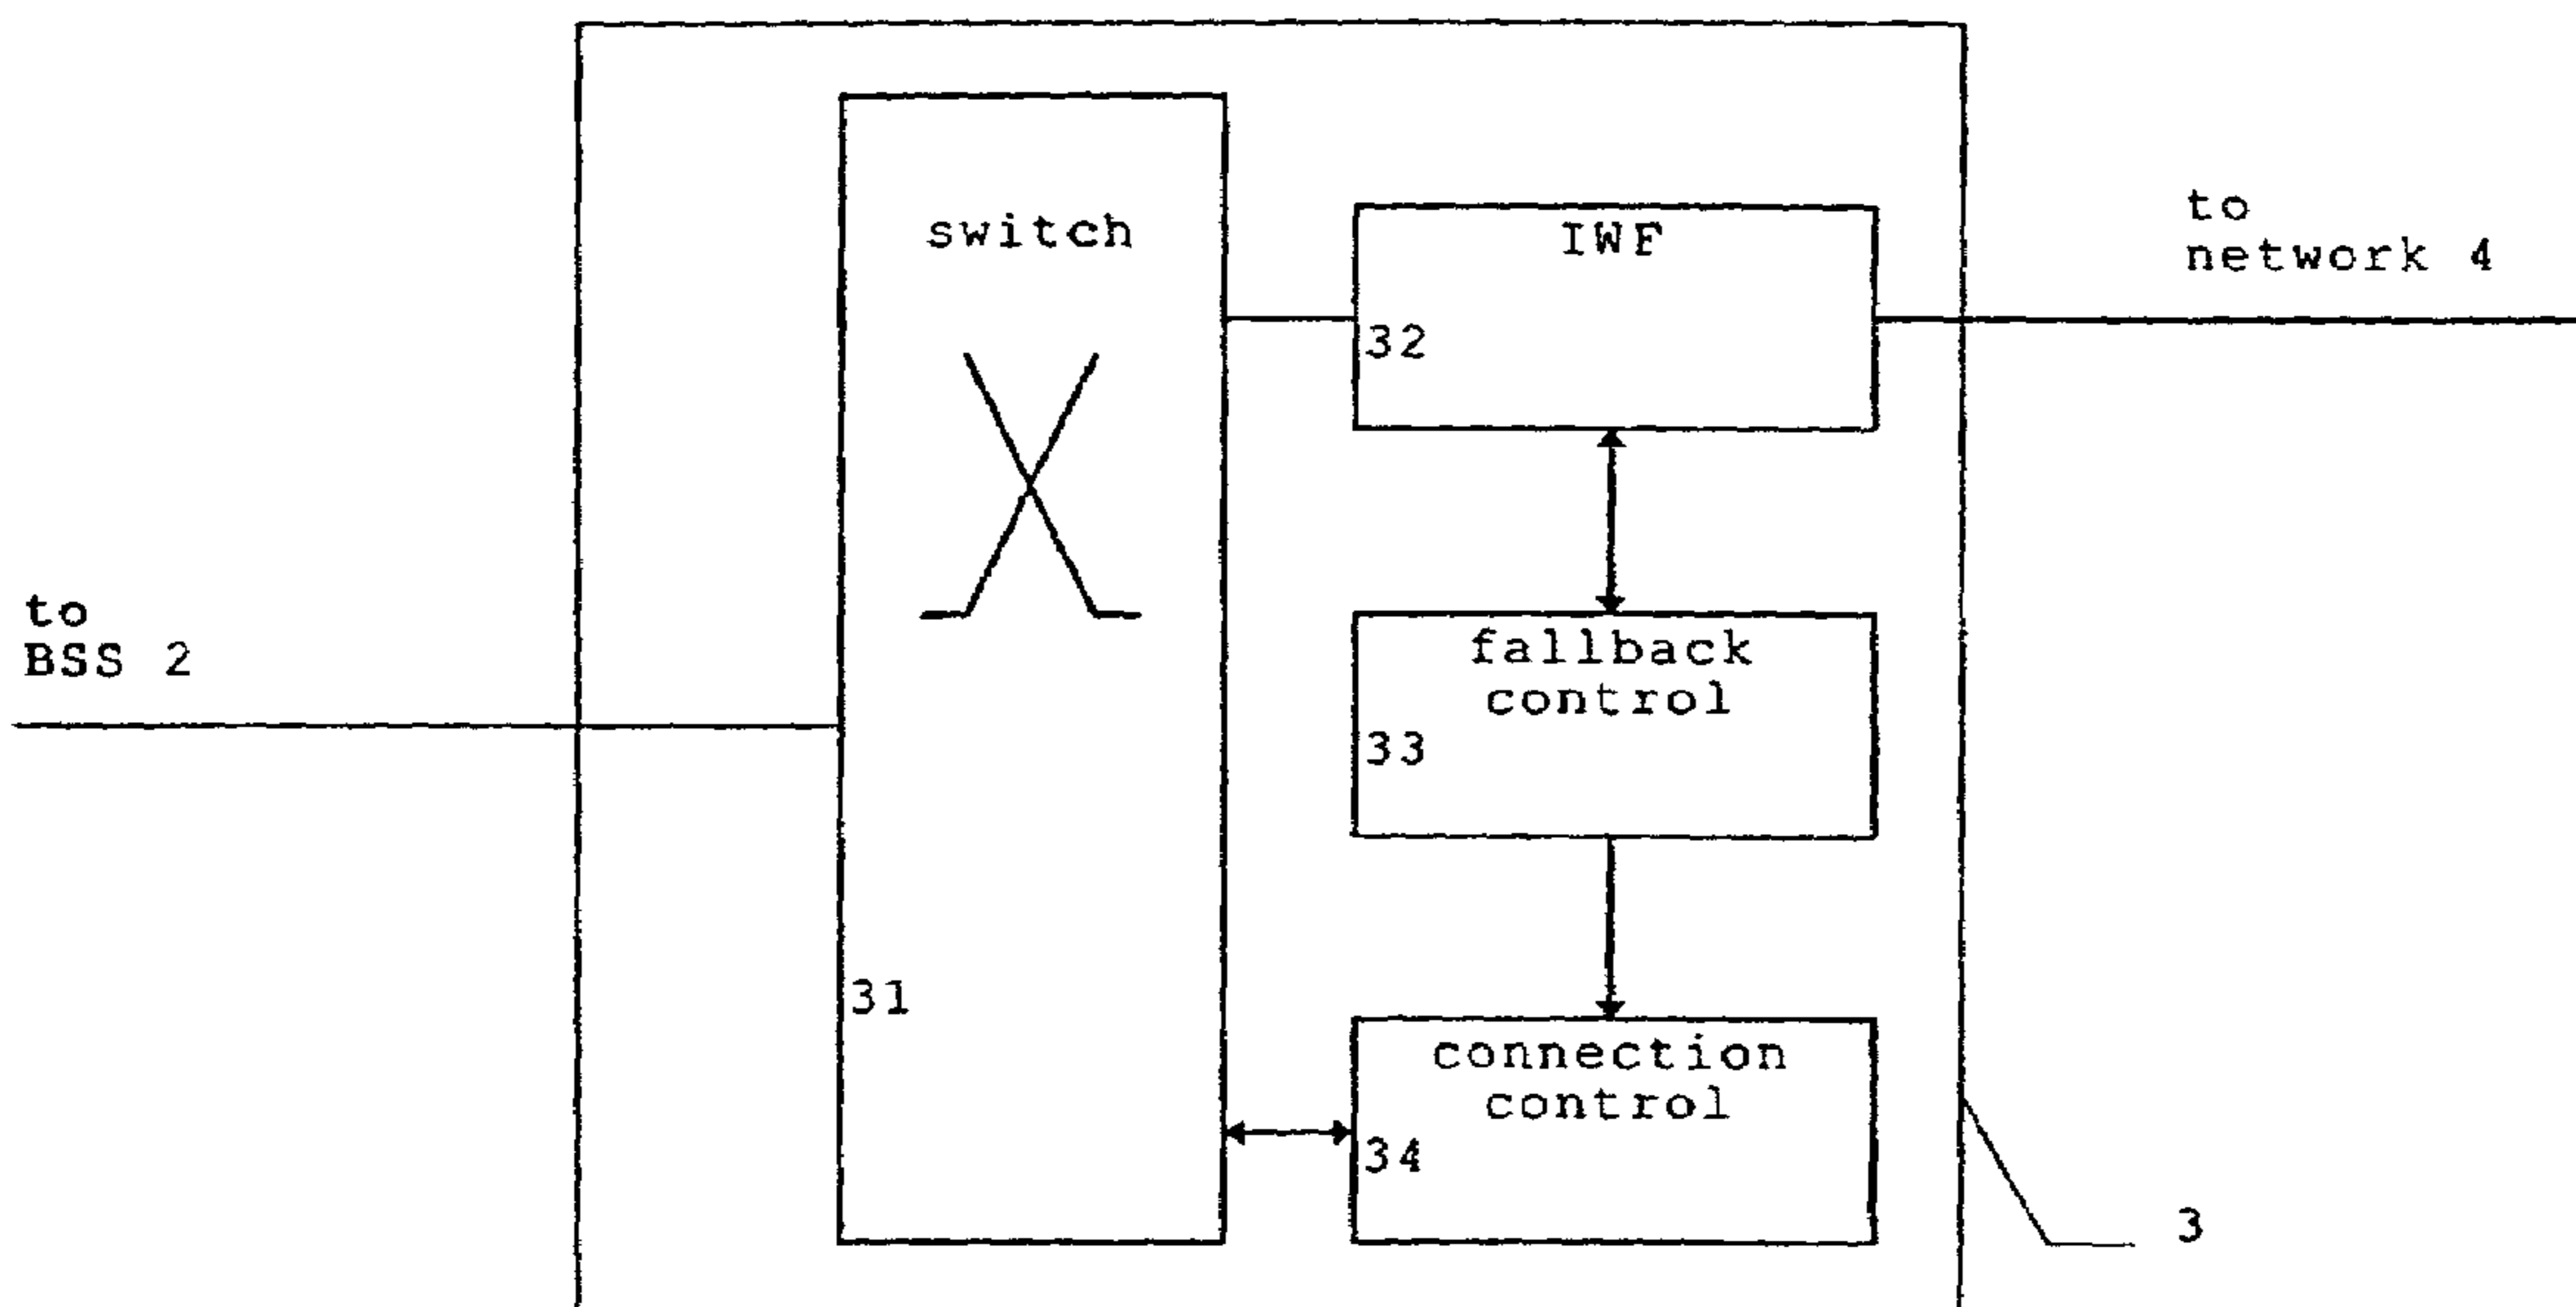 switch
IWF
32
to
network 4
to
BSS 2
fallback
control
33
31
connection
control
34
3